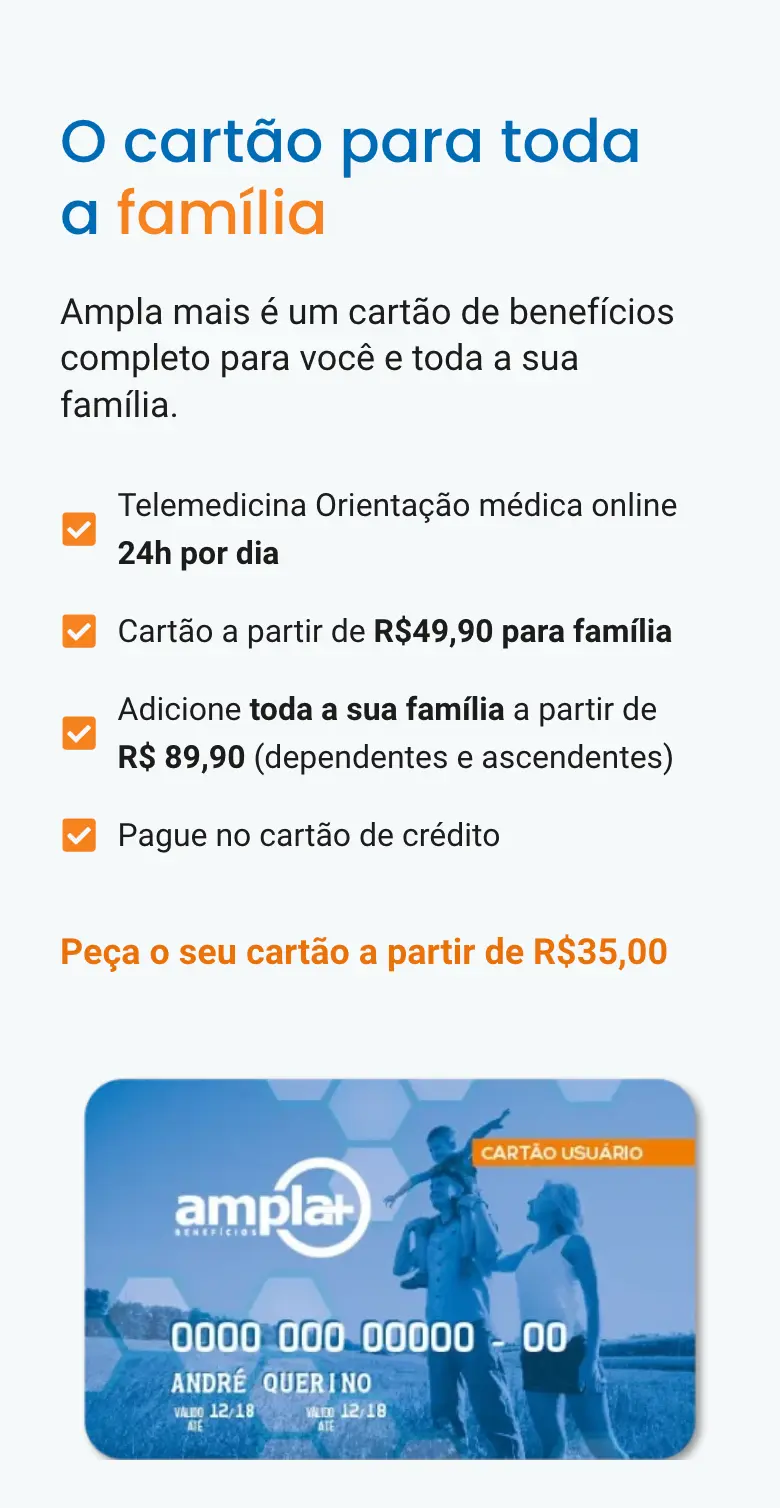 O cartão para toda
a família
Ampla mais é um cartão de benefícios
completo para você e toda a sua
família.
Telemedicina Orientação médica online
24h por dia
Cartão a partir de R$49,90 para família
Adicione toda a sua família a partir de
R$ 89,90 (dependentes e ascendentes)
Pague no cartão de crédito
Peça o seu cartão a partir de R$35,00
CARTÃO USUÁRIO
ampla+
BENEFÍCIOS
0000 000 00000 - 00
ANDRÉ QUERINO
VALIDO ATÉ 12/18 VALIDO ATÉ 12/18